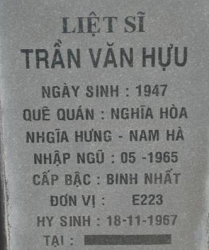 LIỆT SĨ
TRẦN VĂN HỰU
NGÀY SINH : 1947
QUÊ QUÁN : NGHĨA HÒA
NHGĨA HƯNG - NAM HÀ
NHẬP NGŨ : 05 -1965
CẤP BẬC : BINH NHẤT
ĐƠN VỊ : E223
HY SINH : 18-11-1967
TẠI :